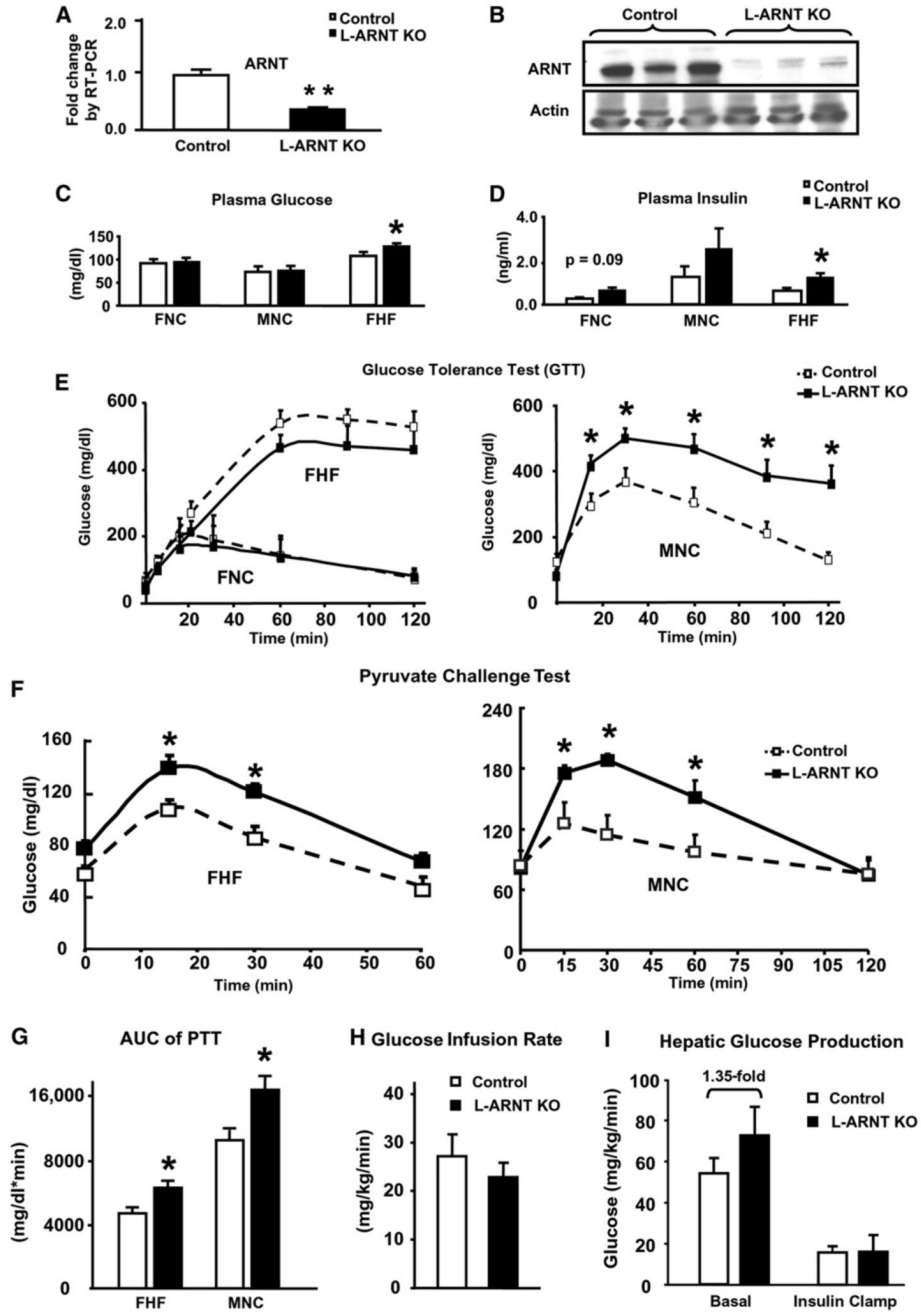 A
Control
L-ARNT KO
Fold change
by RT-PCR
2.0
1.0
0.0
ARNT
* *
Control
L-ARNT KO
B
Control
L-ARNT KO
ARNT
Actin
C
Plasma Glucose
(mg/dl)
150
100
50
0
*
FNC
MNC
FHF
D
Plasma Insulin
Control
L-ARNT KO
(ng/ml)
4.0
2.0
0.0
p = 0.09
*
FNC
MNC
FHF
E
Glucose Tolerance Test (GTT)
Control
L-ARNT KO
Glucose (mg/dl)
600
400
200
0
FHF
FNC
20
40
60
80
100
120
Time (min)
Glucose (mg/dl)
600
400
200
0
* * * * *
MNC
20
40
60
80
100
120
Time (min)
F
Pyruvate Challenge Test
Glucose (mg/dl)
160
120
80
40
0
* *
FHF
0
10
20
30
40
50
60
Time (min)
240
180
120
60
0
* * *
Control
L-ARNT KO
MNC
0
15
30
45
60
75
90
105
120
Time (min)
G
AUC of PTT
(mg/dl*min)
16,000
8000
4000
0
*
*
FHF
MNC
H
Glucose Infusion Rate
Control
L-ARNT KO
(mg/kg/min)
40
30
20
10
0
I
Hepatic Glucose Production
Glucose (mg/kg/min)
100
80
60
40
20
0
1.35-fold
Control
L-ARNT KO
Basal
Insulin Clamp